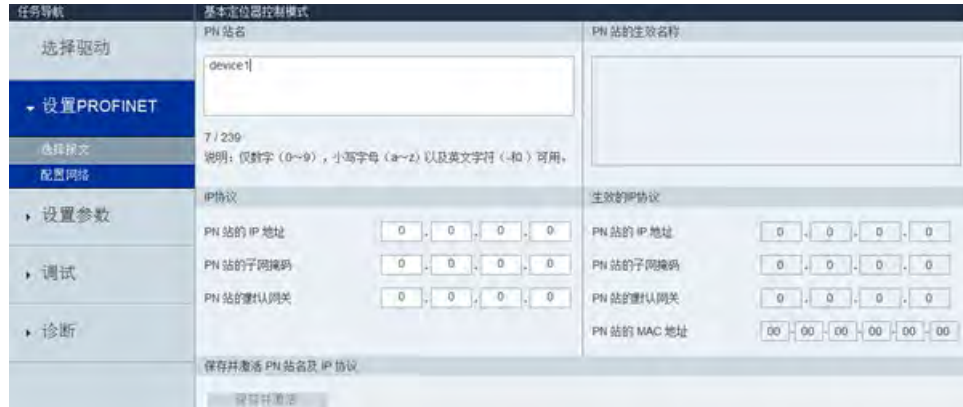 任务导航
基本定位器控制模式
选择驱动
设置PROFINET
选择报文
配置网络
设置参数
调试
诊断
PN 站名
device1
7 / 239
说明：仅数字（0~9），小写字母（a~z）以及英文字符（-和 ）可用。
PN 站的生效名称
IP协议
PN 站的 IP 地址 0 . 0 . 0 . 0
PN 站的子网掩码 0 . 0 . 0 . 0
PN 站的默认网关 0 . 0 . 0 . 0
生效的IP协议
PN 站的 IP 地址 0 . 0 . 0 . 0
PN 站的子网掩码 0 . 0 . 0 . 0
PN 站的默认网关 0 . 0 . 0 . 0
PN 站的 MAC 地址 00 - 00 - 00 - 00 - 00 - 00
保存并激活 PN 站名及 IP 协议
保存并激活